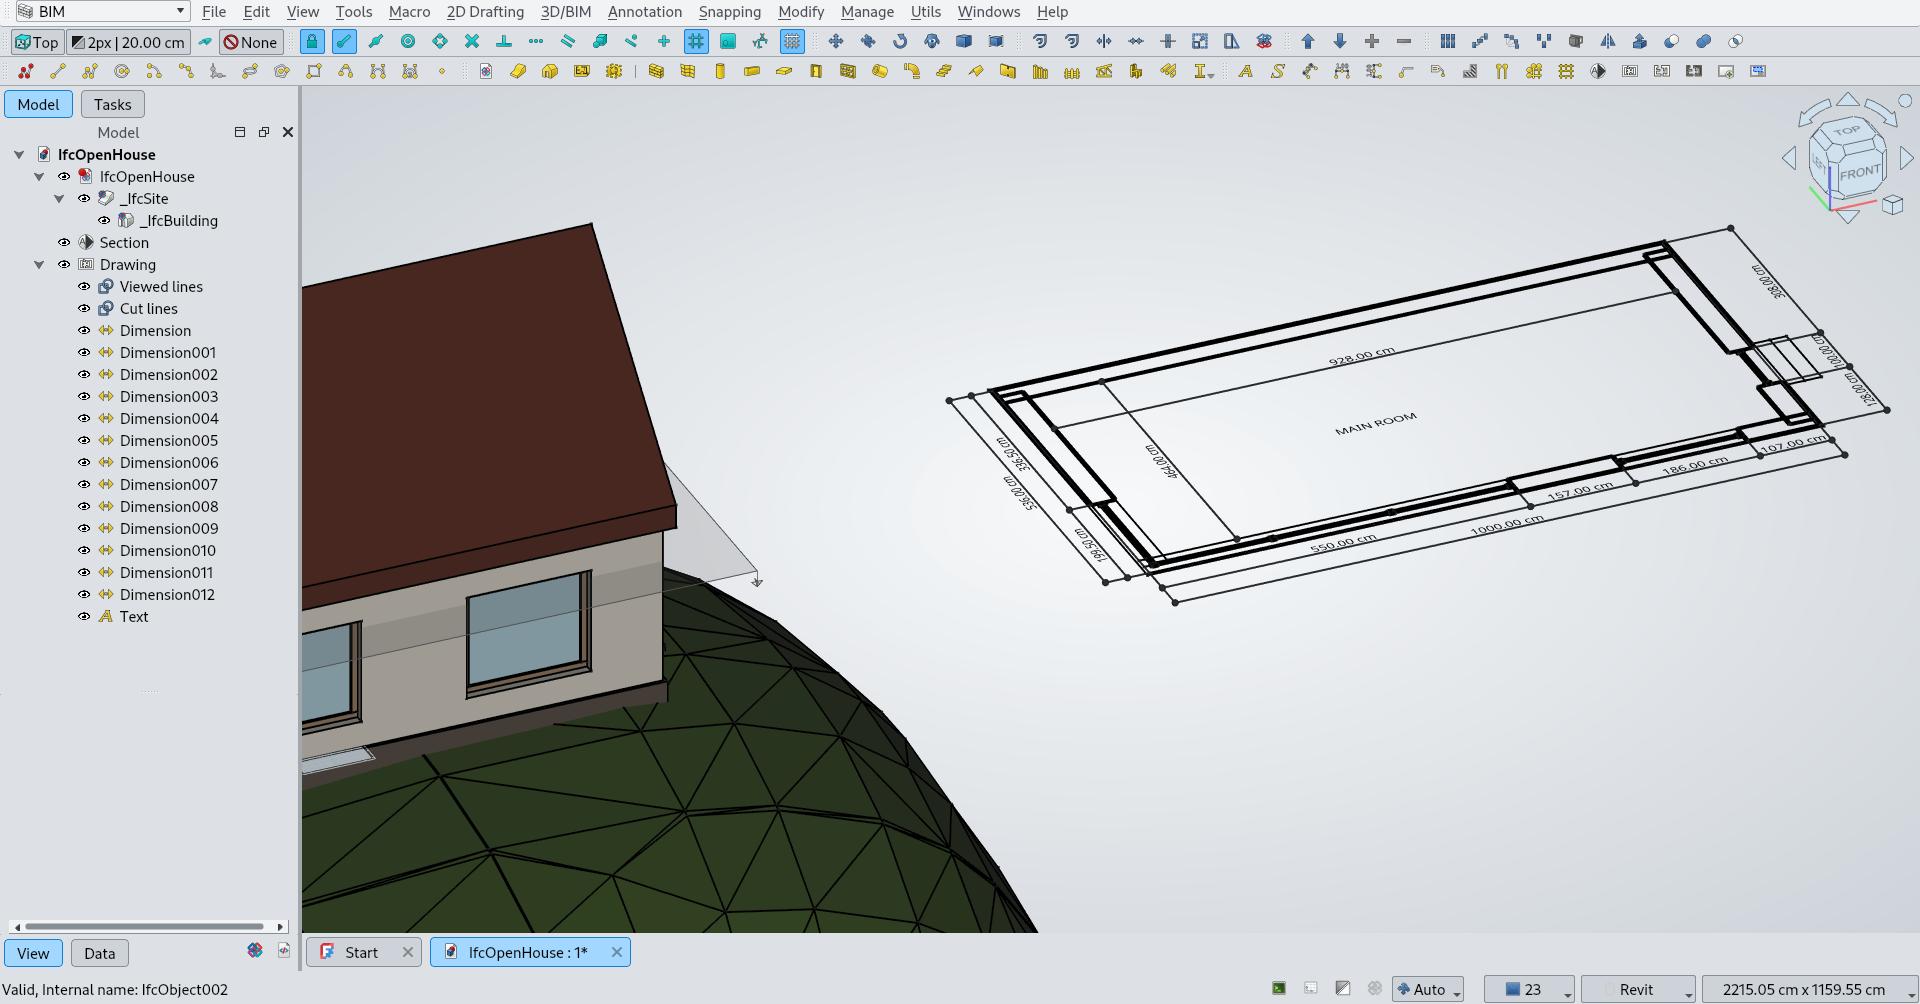 BIM
File Edit View Tools Macro 2D Drafting 3D/BIM Annotation Snapping Modify Manage Utils Windows Help
Top 2px | 20.00 cm None
Model Tasks
Model
IfcOpenHouse
IfcOpenHouse
_IfcSite
_IfcBuilding
Section
Drawing
Viewed lines
Cut lines
Dimension
Dimension001
Dimension002
Dimension003
Dimension004
Dimension005
Dimension006
Dimension007
Dimension008
Dimension009
Dimension010
Dimension011
Dimension012
Text
TOP
LEFT
FRONT
308.00 cm
928.00 cm
100.00 cm
128.00 cm
MAIN ROOM
336.50 cm
464.00 cm
107.00 cm
186.00 cm
536.00 cm
157.00 cm
1000.00 cm
199.50 cm
550.00 cm
View Data
Start IfcOpenHouse : 1*
Valid, Internal name: IfcObject002
Auto 23 Revit 2215.05 cm x 1159.55 cm